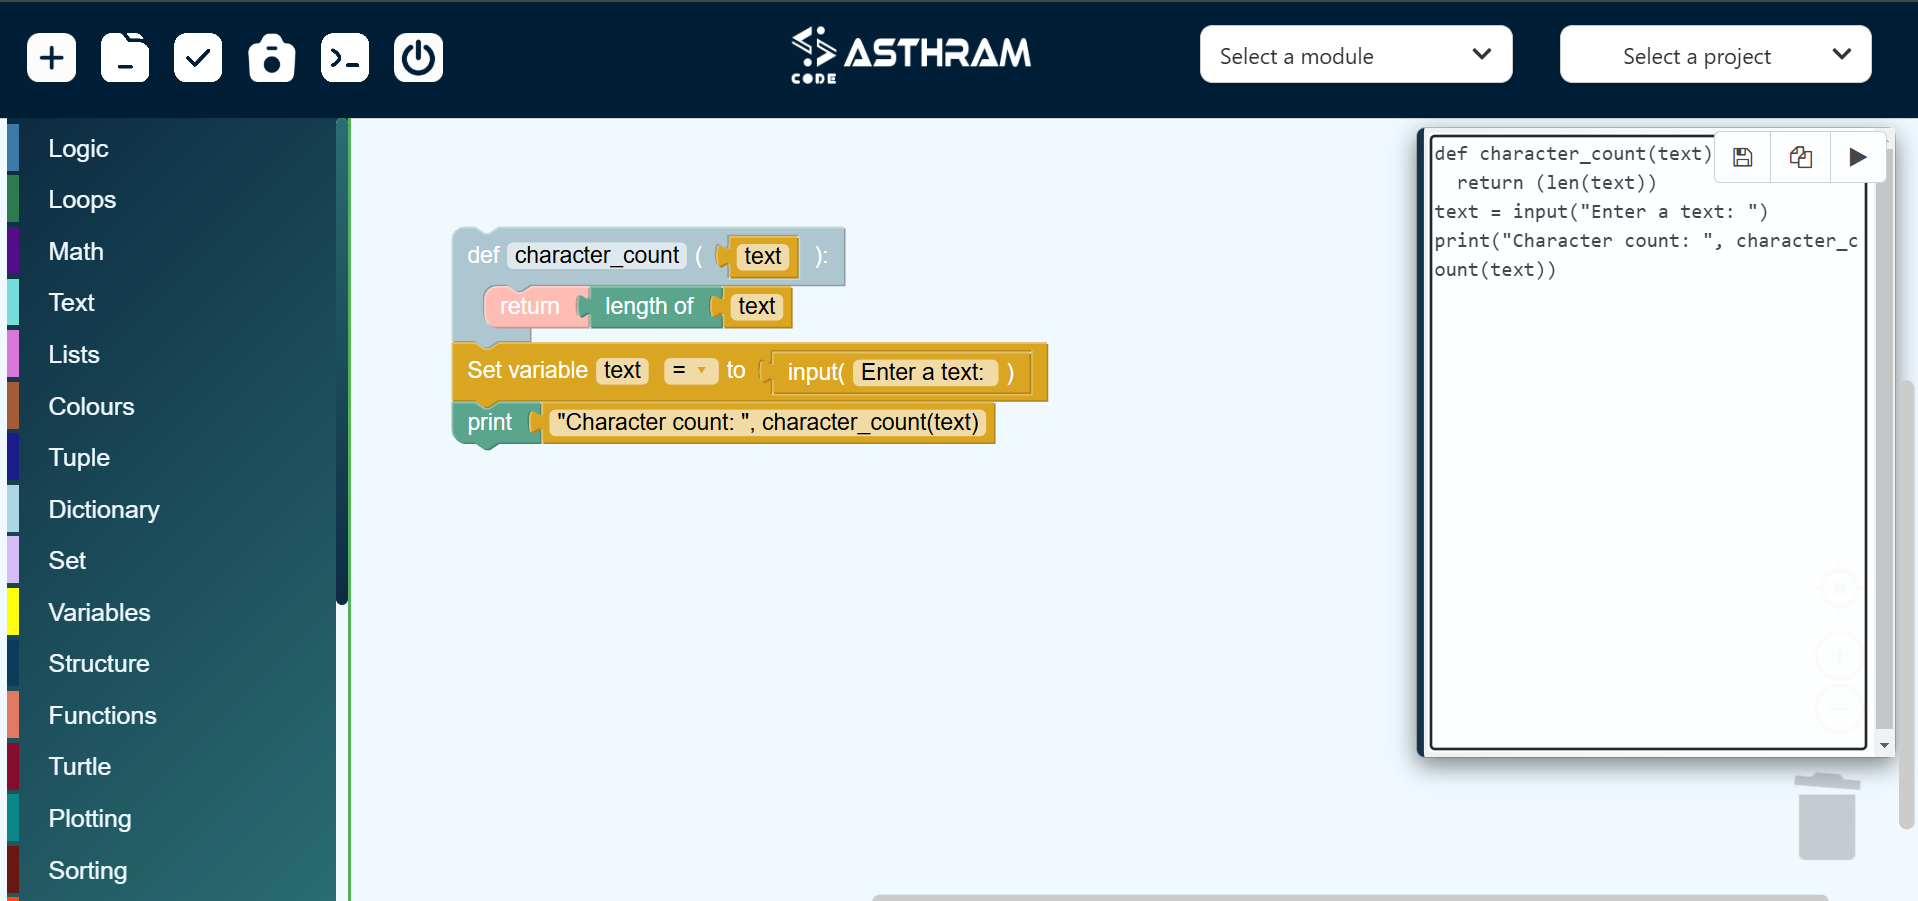 CODE ASTHRAM
Select a module
Select a project
Logic
Loops
Math
Text
Lists
Colours
Tuple
Dictionary
Set
Variables
Structure
Functions
Turtle
Plotting
Sorting
def character_count ( text ):
return length of text
Set variable text = to input( Enter a text: )
print "Character count: ", character_count(text)
def character_count(text)
return (len(text))
text = input("Enter a text: ")
print("Character count: ", character_c
ount(text))